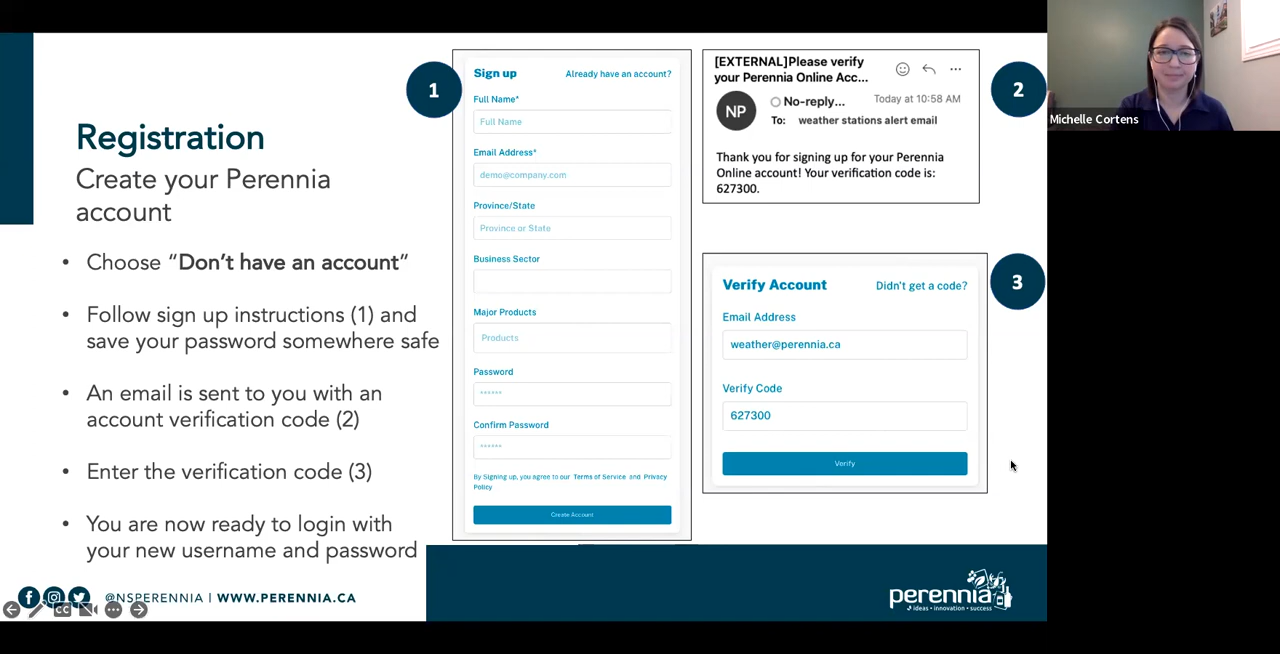 Registration
Create your Perennia
account
• Choose “Don’t have an account”
• Follow sign up instructions (1) and
save your password somewhere safe
• An email is sent to you with an
account verification code (2)
• Enter the verification code (3)
• You are now ready to login with
your new username and password
1
Sign up
Already have an account?
Full Name*
Full Name
Email Address*
demo@company.com
Province/State
Province or State
Business Sector
Major Products
Products
Password
******
Confirm Password
******
By Signing up, you agree to our Terms of Service and Privacy
Policy
Create Account
[EXTERNAL]Please verify
your Perennia Online Acc...
NP
No-reply...
Today at 10:58 AM
To: weather stations alert email
Thank you for signing up for your Perennia
Online account! Your verification code is:
627300.
2
Verify Account
Didn't get a code?
Email Address
weather@perennia.ca
Verify Code
627300
Verify
3
Michelle Cortens
@NSPERENNIA | WWW.PERENNIA.CA
CC
perennia
ideas • innovation • success